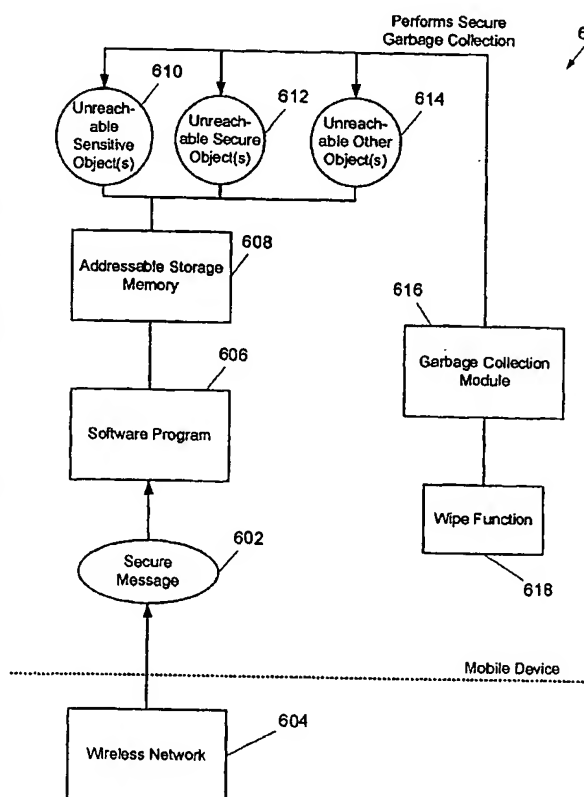 Performs Secure
Garbage Collection
6
610
612
614
Unreach-
able
Sensitive
Object(s)
Unreach-
able Secure
Object(s)
Unreach-
able Other
Object(s)
608
Addressable Storage
Memory
616
Garbage Collection
Module
606
Software Program
Wipe Function
618
602
Secure
Message
Mobile Device
604
Wireless Network